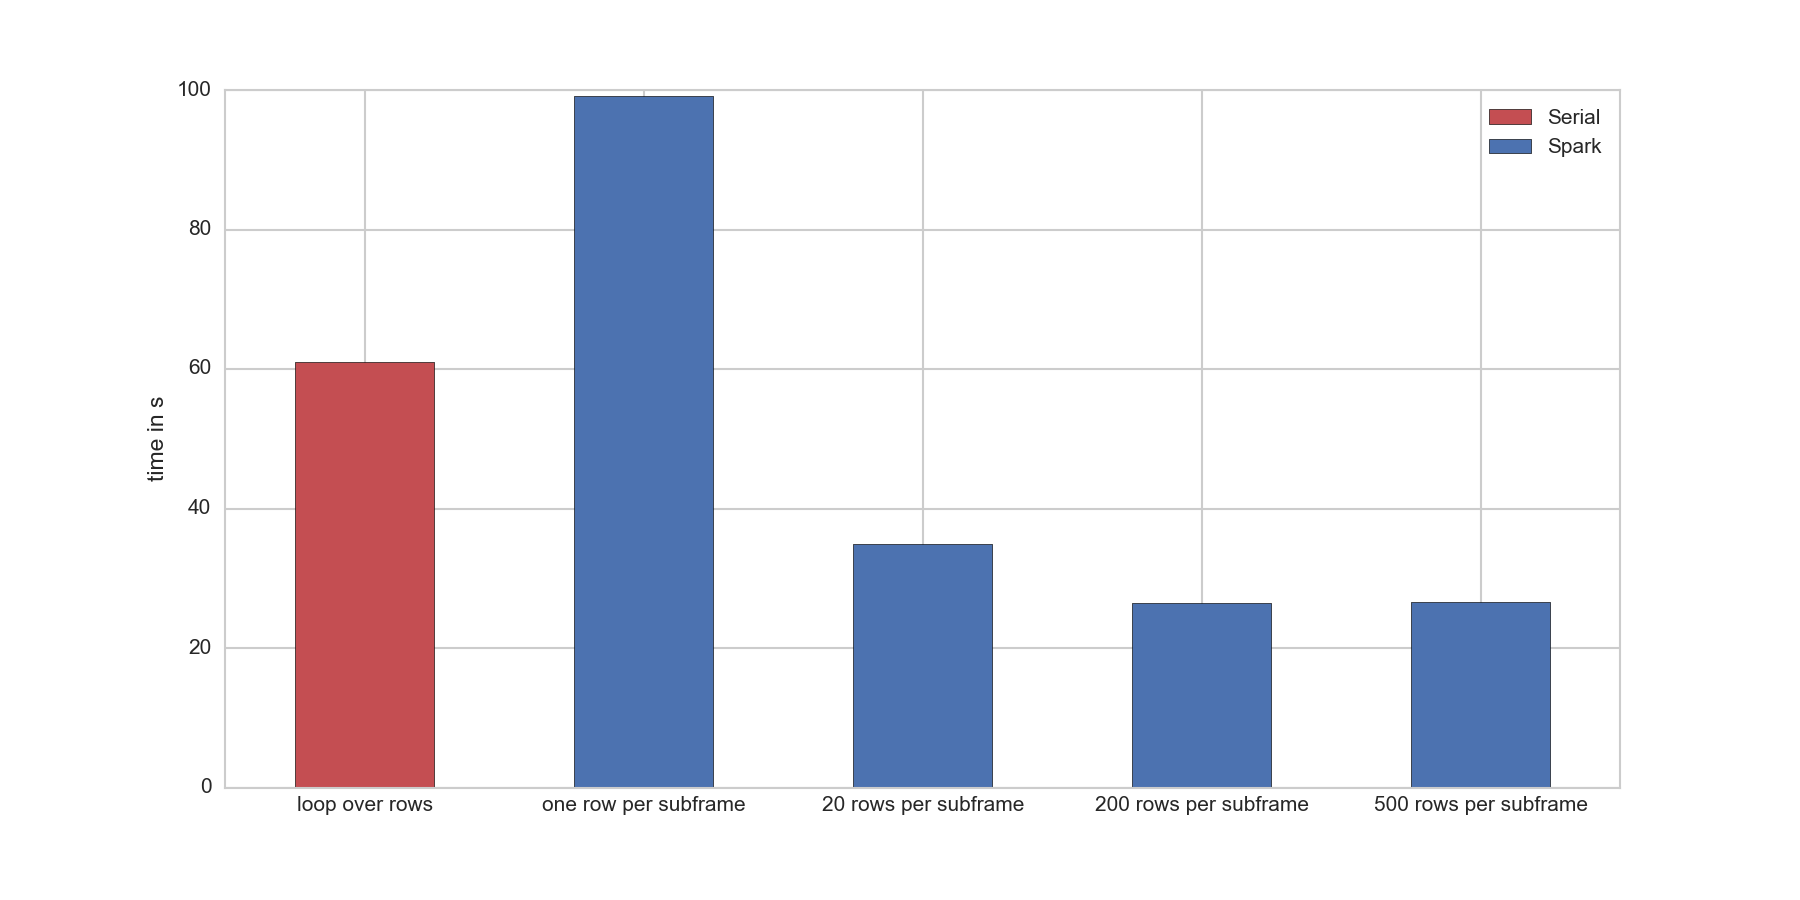 100
80
60
40
20
0
time in s
Serial
Spark
loop over rows
one row per subframe
20 rows per subframe
200 rows per subframe
500 rows per subframe